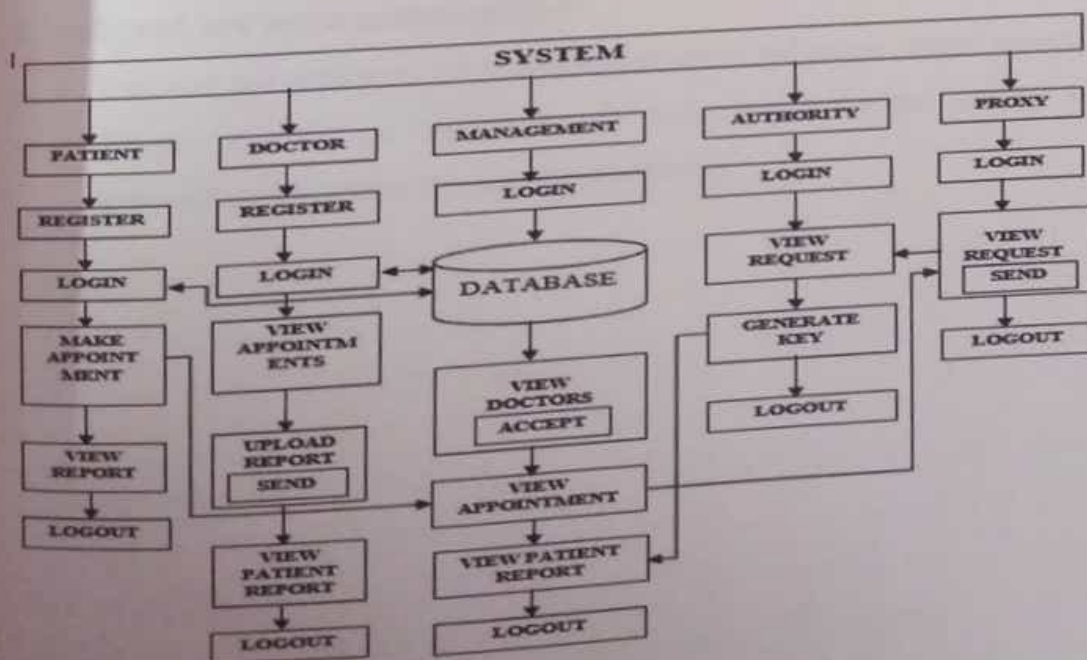 SYSTEM
PATIENT
REGISTER
LOGIN
MAKE
APPOINT
MENT
VIEW
REPORT
LOGOUT
DOCTOR
REGISTER
LOGIN
VIEW
APPOINTM
ENTS
UPLOAD
REPORT
SEND
VIEW
PATIENT
REPORT
LOGOUT
MANAGEMENT
LOGIN
DATABASE
VIEW
DOCTORS
ACCEPT
VIEW
APPOINTMENT
VIEW PATIENT
REPORT
LOGOUT
AUTHORITY
LOGIN
VIEW
REQUEST
GENERATE
KEY
LOGOUT
PROXY
LOGIN
VIEW
REQUEST
SEND
LOGOUT